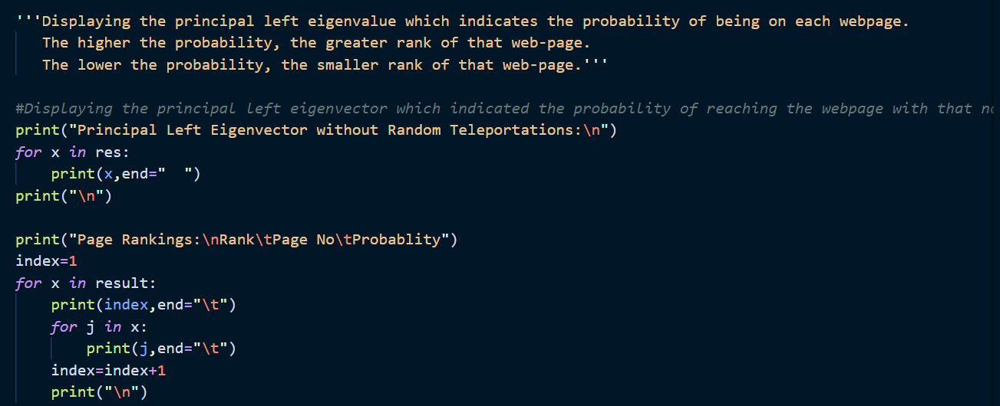 '''Displaying the principal left eigenvalue which indicates the probability of being on each webpage.
   The higher the probability, the greater rank of that web-page.
   The lower the probability, the smaller rank of that web-page.'''

#Displaying the principal left eigenvector which indicated the probability of reaching the webpage with that
print("Principal Left Eigenvector without Random Teleportations:\n")
for x in res:
    print(x,end="  ")
print("\n")

print("Page Rankings:\nRank\tPage No\tProbablity")
index=1
for x in result:
    print(index,end="\t")
    for j in x:
        print(j,end="\t")
    index=index+1
    print("\n")